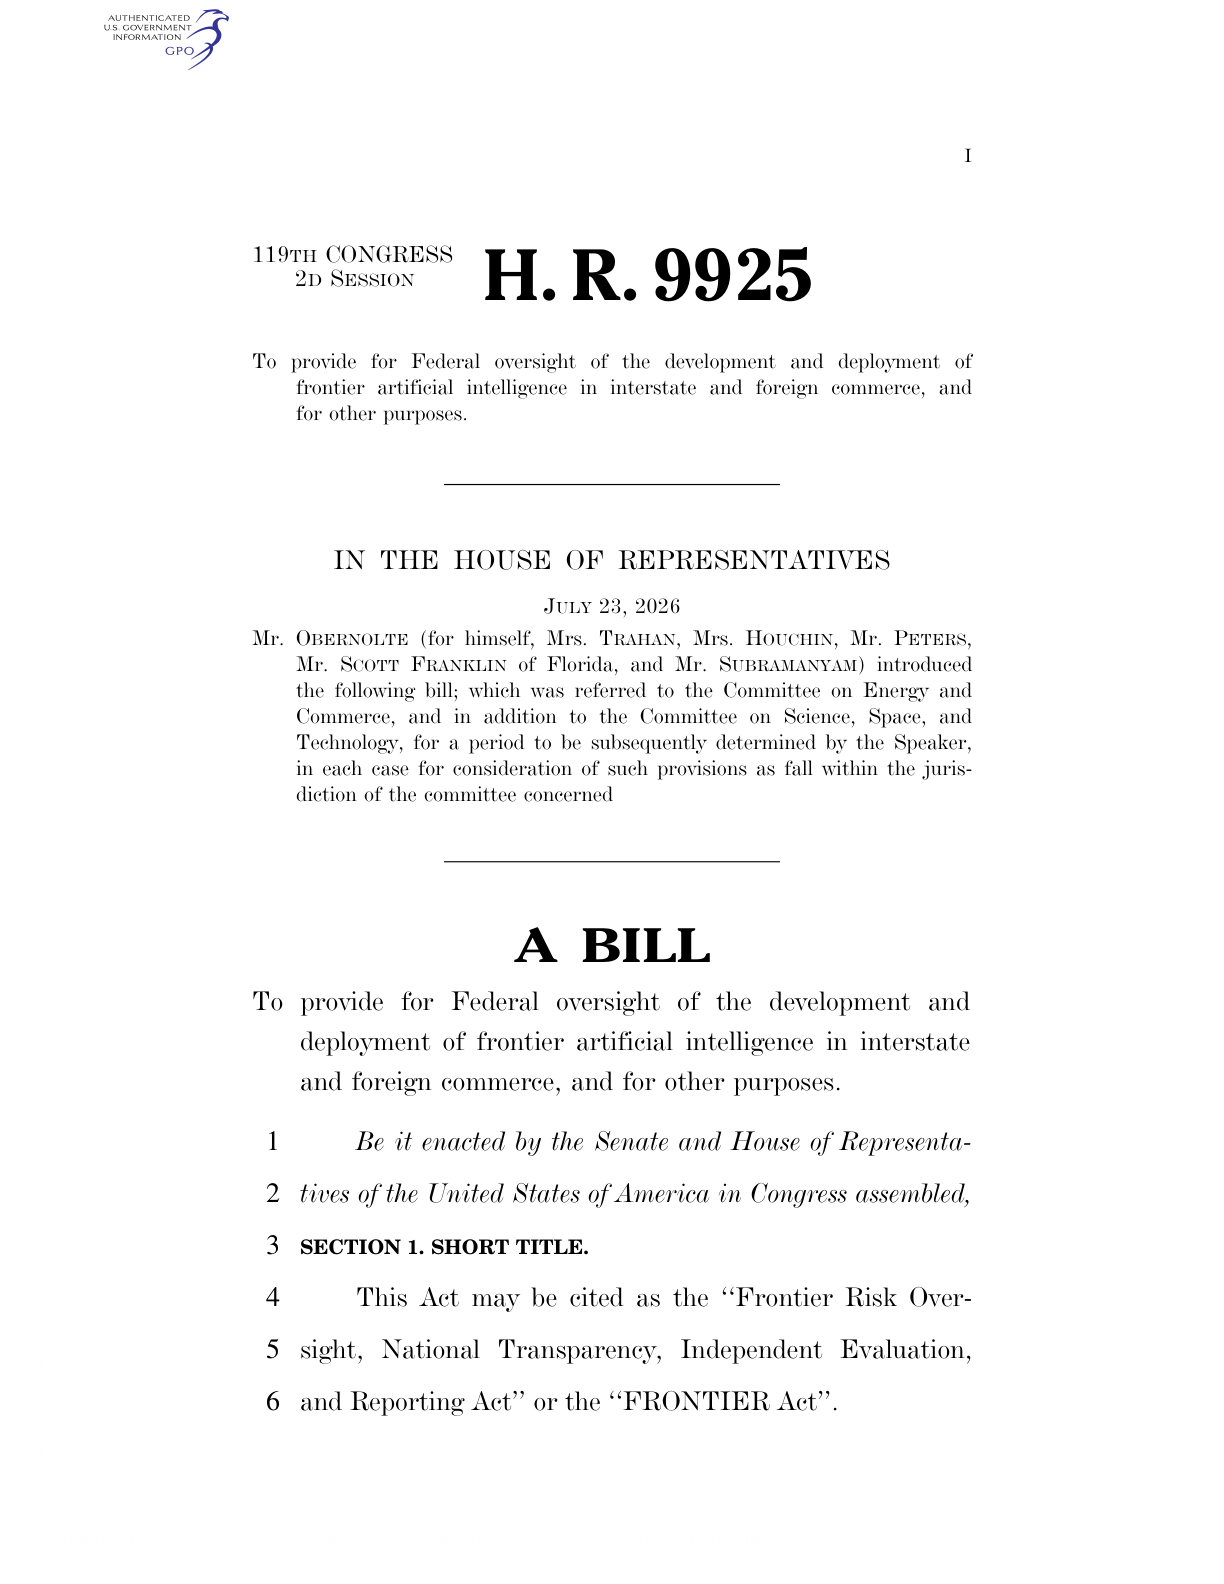 AUTHENTICATED
U.S. GOVERNMENT
INFORMATION
GPO
I
119TH CONGRESS
2D SESSION
H. R. 9925
To provide for Federal oversight of the development and deployment of
frontier artificial intelligence in interstate and foreign commerce, and
for other purposes.
IN THE HOUSE OF REPRESENTATIVES
JULY 23, 2026
Mr. OBERNOLTE (for himself, Mrs. TRAHAN, Mrs. HOUCHIN, Mr. PETERS,
Mr. SCOTT FRANKLIN of Florida, and Mr. SUBRAMANYAM) introduced
the following bill; which was referred to the Committee on Energy and
Commerce, and in addition to the Committee on Science, Space, and
Technology, for a period to be subsequently determined by the Speaker,
in each case for consideration of such provisions as fall within the juris-
diction of the committee concerned
A BILL
To provide for Federal oversight of the development and
deployment of frontier artificial intelligence in interstate
and foreign commerce, and for other purposes.
1 Be it enacted by the Senate and House of Representa-
2 tives of the United States of America in Congress assembled,
3 SECTION 1. SHORT TITLE.
4 This Act may be cited as the ‘‘Frontier Risk Over-
5 sight, National Transparency, Independent Evaluation,
6 and Reporting Act’’ or the ‘‘FRONTIER Act’’.